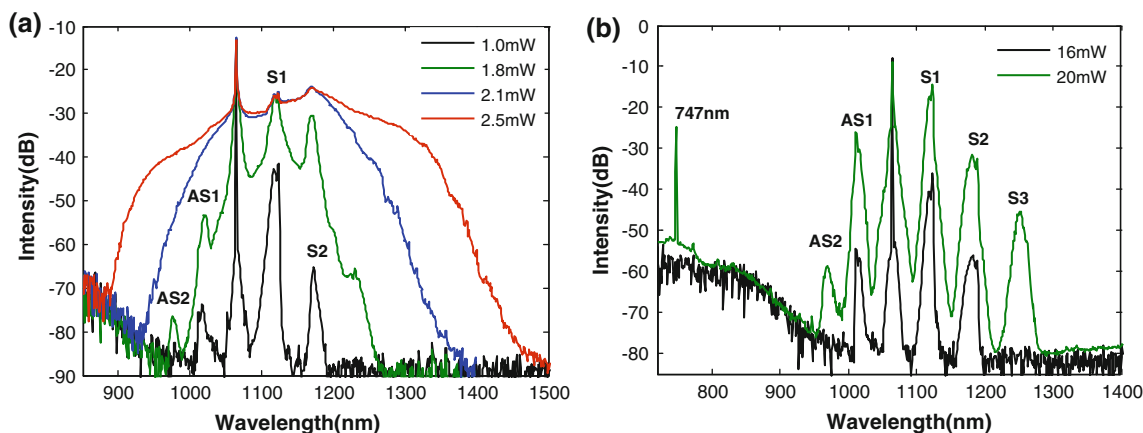 (a)
-10
-20
-30
-40
-50
-60
-70
-80
-90
Intensity(dB)
900 1000 1100 1200 1300 1400 1500
Wavelength(nm)
1.0mW
1.8mW
2.1mW
2.5mW
S1
AS1
S2
AS2
(b)
0
-10
-20
-30
-40
-50
-60
-70
-80
Intensity(dB)
800 900 1000 1100 1200 1300 1400
Wavelength(nm)
16mW
20mW
747nm
S1
AS1
S2
S3
AS2